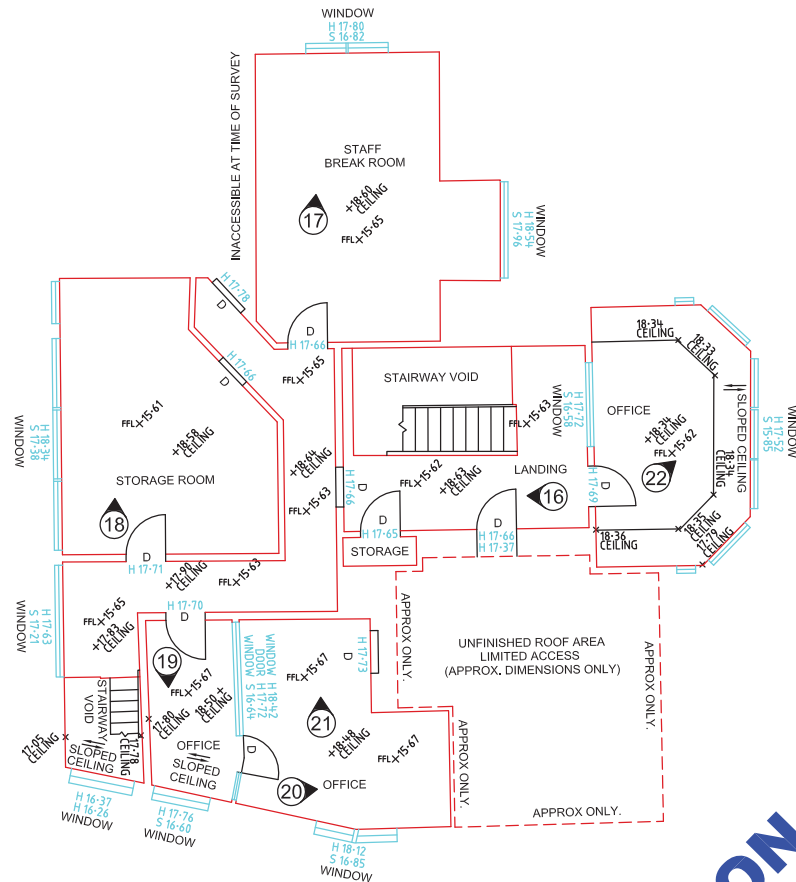 WINDOW
H 17·80
S 16·82
INACCESSIBLE AT TIME OF SURVEY
STAFF
BREAK ROOM
+18·60
CEILING
FFL+15·65
17
WINDOW
H 18·54
S 17·96
H 17·78
D
D
H 17·66
FFL+15·65
H 17·66
D
STAIRWAY VOID
FFL+15·63
WINDOW
H 17·72
S 16·58
18·34
CEILING
18·33
CEILING
OFFICE
+18·34
CEILING
FFL+15·62
22
SLOPED CEILING
18·34
CEILING
WINDOW
H 17·52
S 15·85
18·35
CEILING
17·79
CEILING
18·36
CEILING
H 17·69
D
FFL+15·61
+18·58
CEILING
STORAGE ROOM
WINDOW
H 18·34
S 17·38
18
D
H 17·71
+18·64
CEILING
FFL+15·63
H 17·66
D
FFL+15·62
+18·63
CEILING
LANDING
16
D
H 17·65
STORAGE
D
H 17·66
H 17·37
WINDOW
H 17·63
S 17·21
+17·90
CEILING
FFL+15·63
FFL+15·65
+17·83
CEILING
H 17·70
D
19
FFL+15·67
18·50+
CEILING
17·80
CEILING
OFFICE
SLOPED
CEILING
STAIRWAY
VOID
17·05
CEILING
SLOPED
CEILING
17·78
CEILING
H 16·37
H 16·26
WINDOW
H 17·76
S 16·60
WINDOW
WINDOW H 18·42
DOOR H 17·72
WINDOW S 16·64
FFL+15·67
D
H 17·73
21
+18·48
CEILING
FFL+15·67
D
20
OFFICE
H 18·12
S 16·85
WINDOW
APPROX ONLY.
UNFINISHED ROOF AREA
LIMITED ACCESS
(APPROX. DIMENSIONS ONLY)
APPROX ONLY.
APPROX ONLY.
APPROX ONLY.
ON